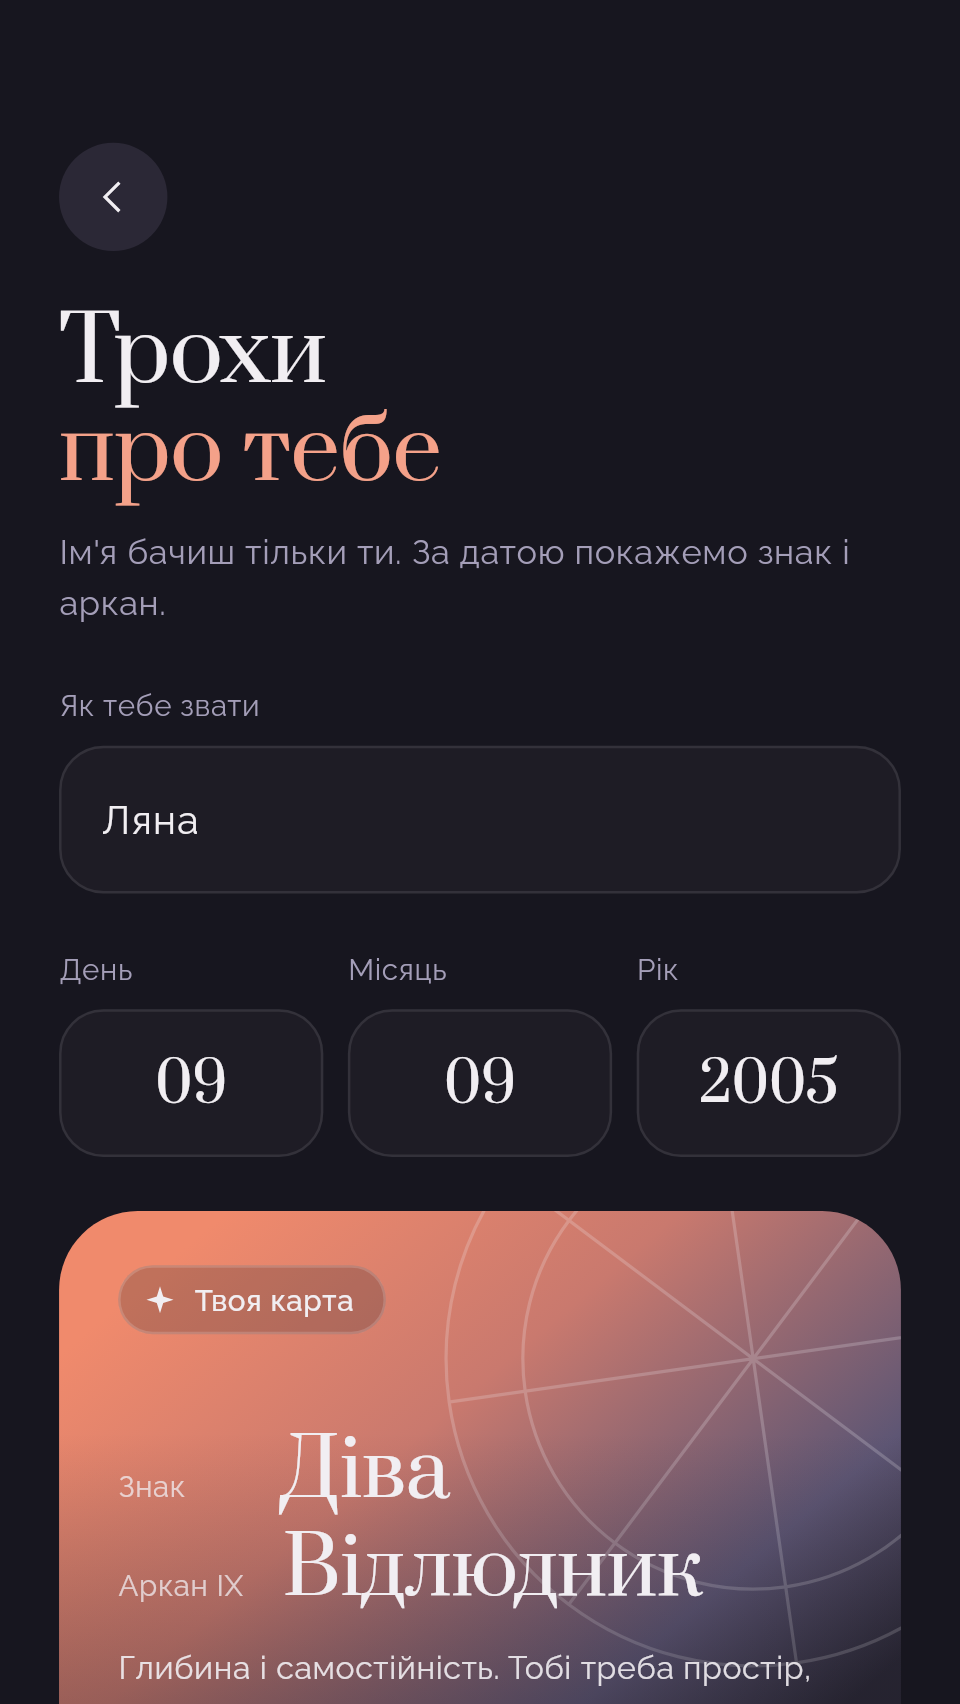 Трохи
про тебе
Ім'я бачиш тільки ти. За датою покажемо знак і
аркан.
Як тебе звати
Ляна
День Місяць Рік
09 09 2005
Твоя карта
Знак Діва
Аркан IX Відлюдник
Глибина і самостійність. Тобі треба простір,